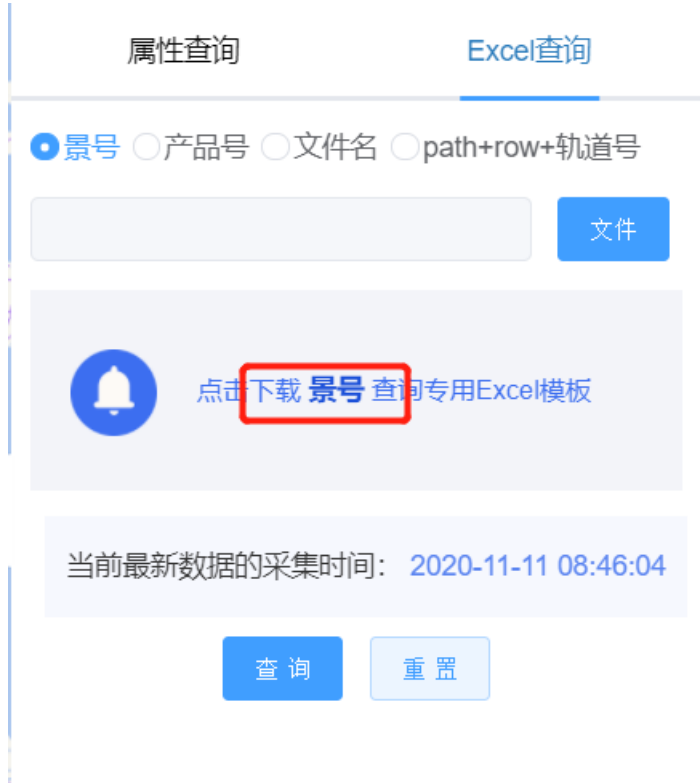 属性查询 Excel查询
景号 产品号 文件名 path+row+轨道号
文件
点击下载 景号 查询专用Excel模板
当前最新数据的采集时间： 2020-11-11 08:46:04
查 询 重 置